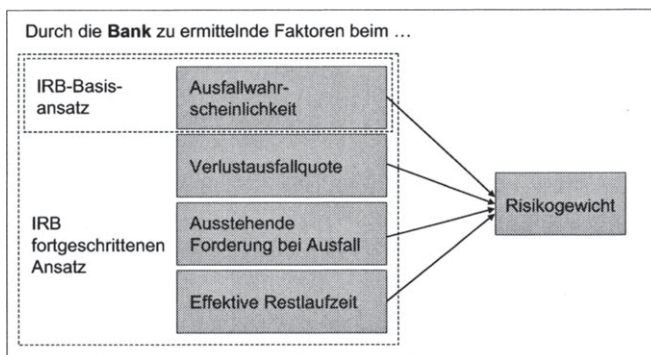 Durch die Bank zu ermittelnde Faktoren beim …
IRB-Basis-
ansatz
Ausfallwahr-
scheinlichkeit
Verlustausfallquote
IRB
fortgeschrittenen
Ansatz
Ausstehende
Forderung bei Ausfall
Effektive Restlaufzeit
Risikogewicht